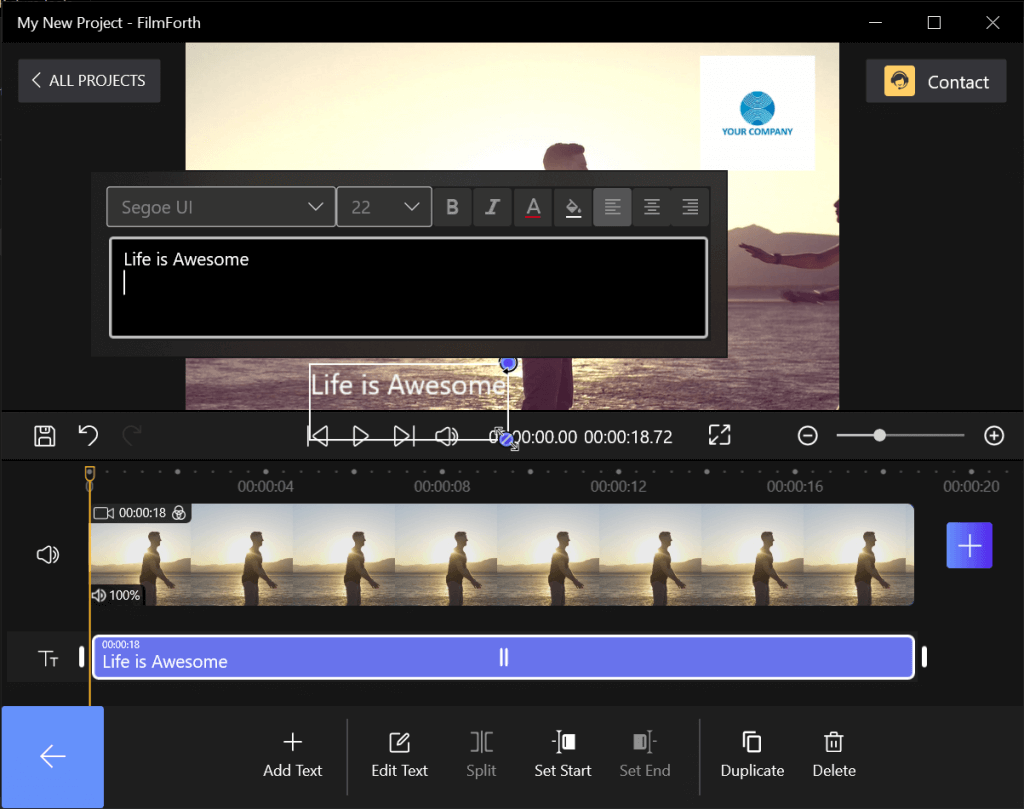 My New Project - FilmForth
ALL PROJECTS
Contact
YOUR COMPANY
Segoe UI
22
B
I
A
Life is Awesome
Life is Awesome
00:00:00.00 00:00:18.72
0
00:00:04
00:00:08
00:00:12
00:00:16
00:00:20
00:00:18
100%
TT
00:00:18
Life is Awesome
Add Text
Edit Text
Split
Set Start
Set End
Duplicate
Delete